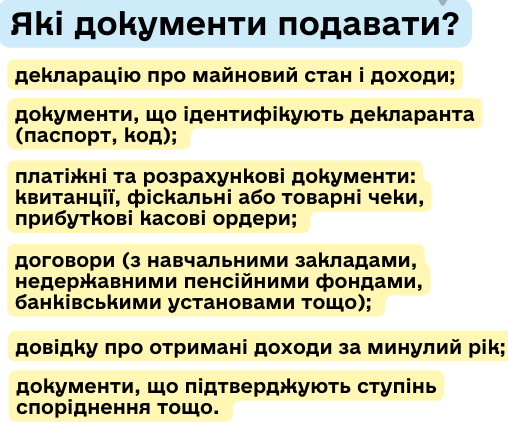 Які документи подавати?
декларацію про майновий стан і доходи;
документи, що ідентифікують декларанта
(паспорт, код);
платіжні та розрахункові документи:
квитанції, фіскальні або товарні чеки,
прибуткові касові ордери;
договори (з навчальними закладами,
недержавними пенсійними фондами,
банківськими установами тощо);
довідку про отримані доходи за минулий рік;
документи, що підтверджують ступінь
споріднення тощо.